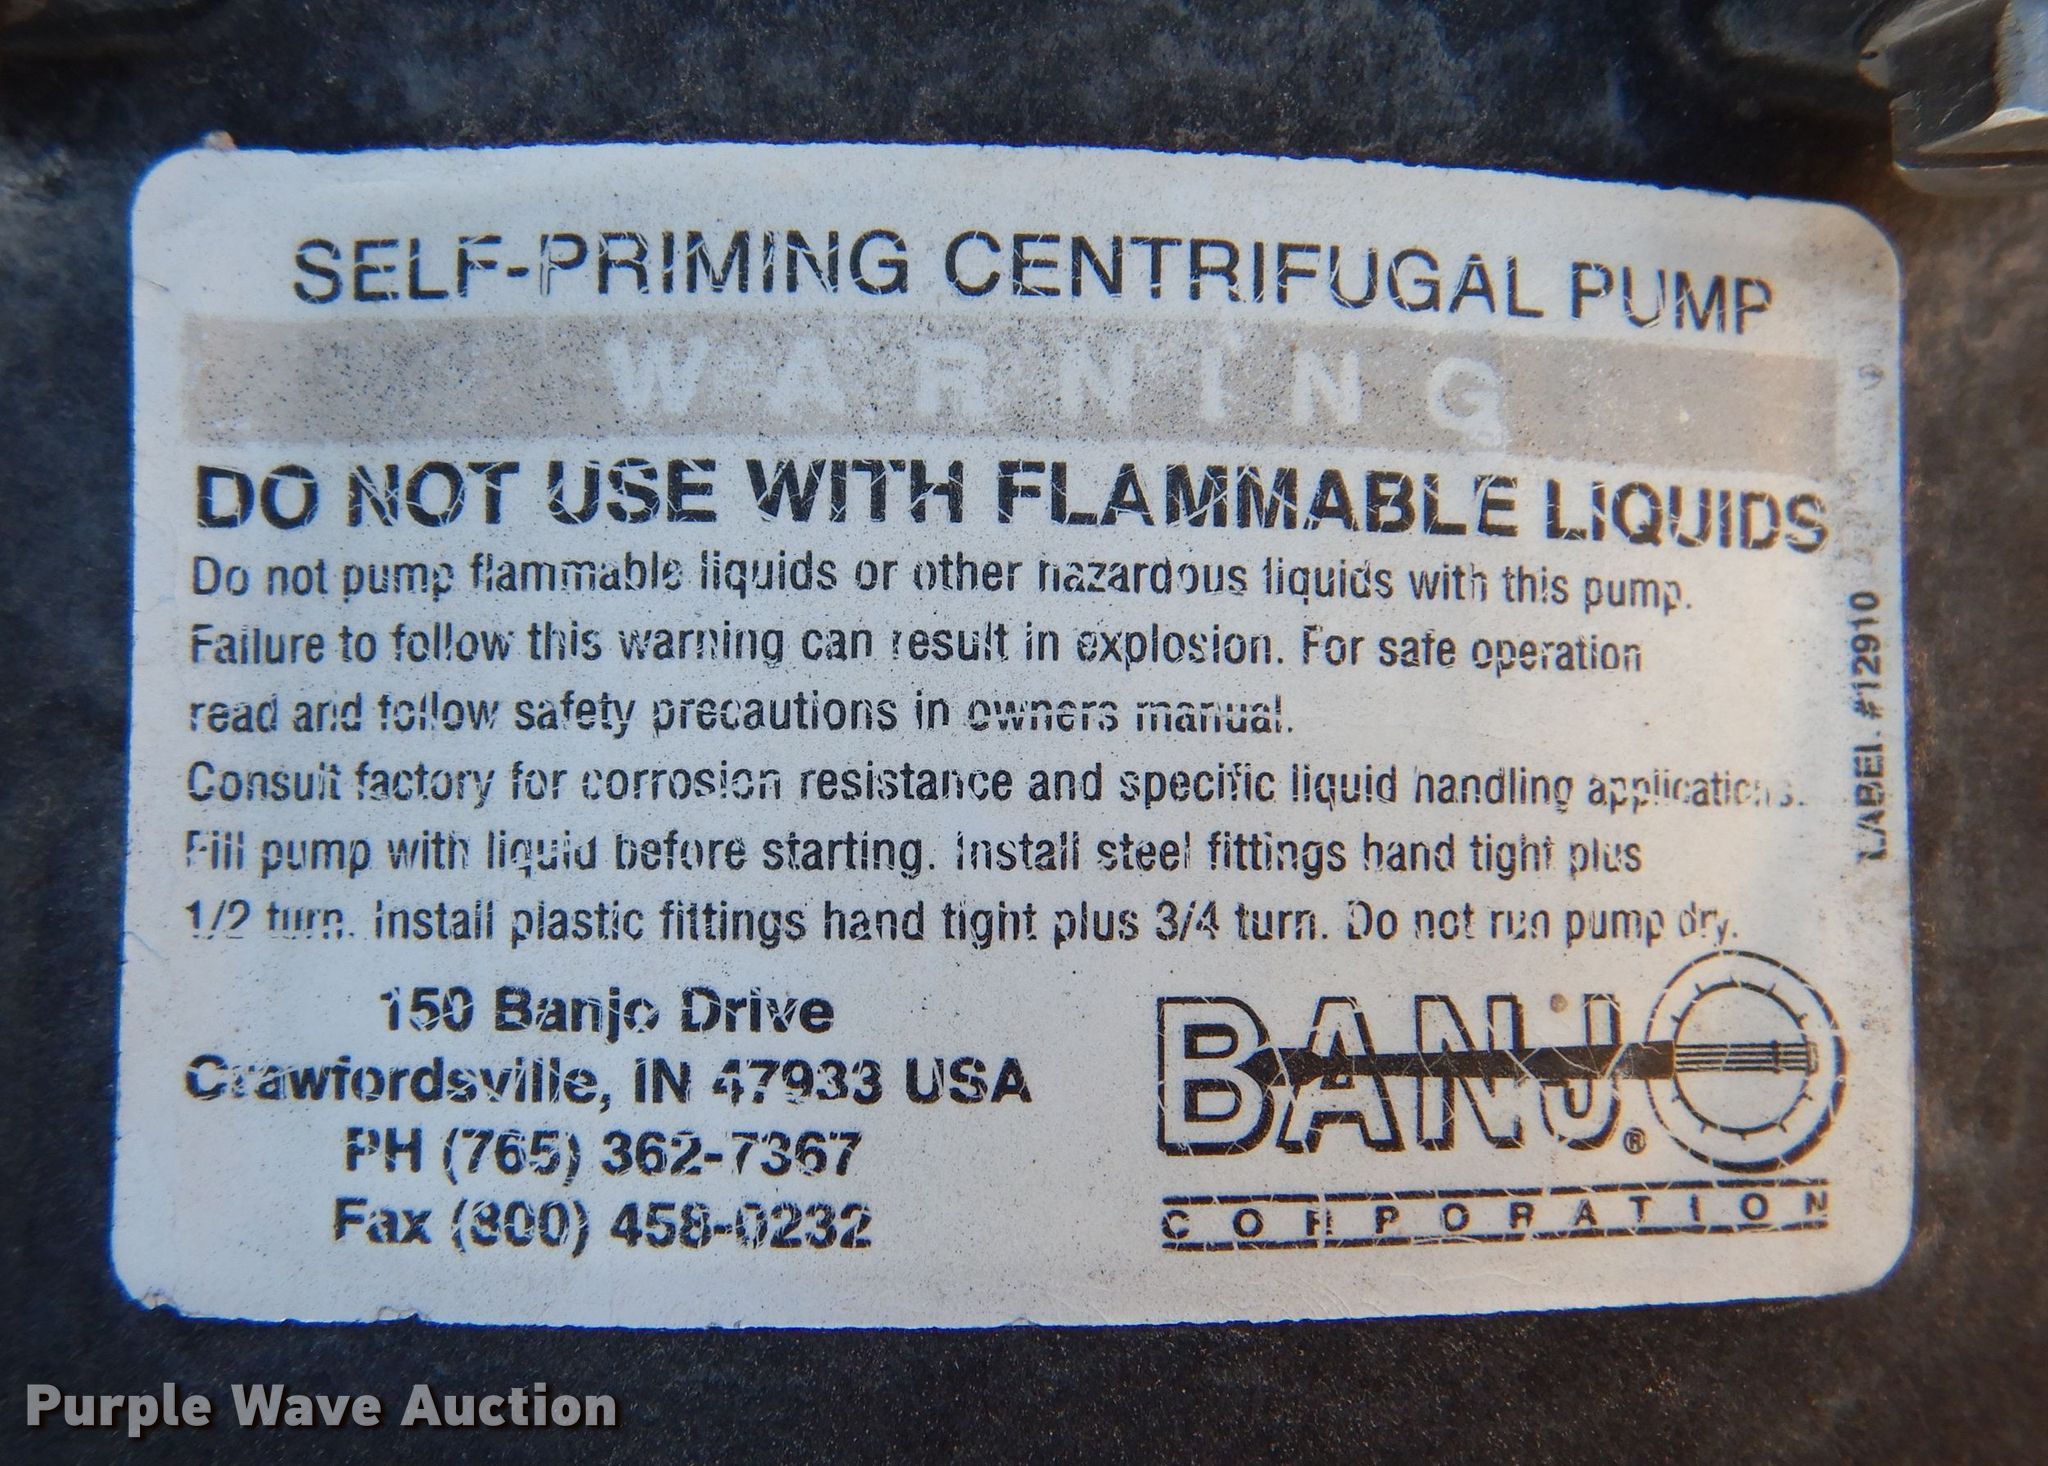 SELF-PRIMING CENTRIFUGAL PUMP
WARNING
DO NOT USE WITH FLAMMABLE LIQUIDS
Do not pump flammable liquids or other hazardous liquids with this pump.
Failure to follow this warning can result in explosion. For safe operation
read and follow safety precautions in owners manual.
Consult factory for corrosion resistance and specific liquid handling applications.
Fill pump with liquid before starting. Install steel fittings hand tight plus
1/2 turn. Install plastic fittings hand tight plus 3/4 turn. Do not run pump dry.
150 Banjo Drive
Crawfordsville, IN 47933 USA
PH (765) 362-7367
Fax (800) 458-0232
BANJO®
CORPORATION
LABEL #12910
Purple Wave Auction